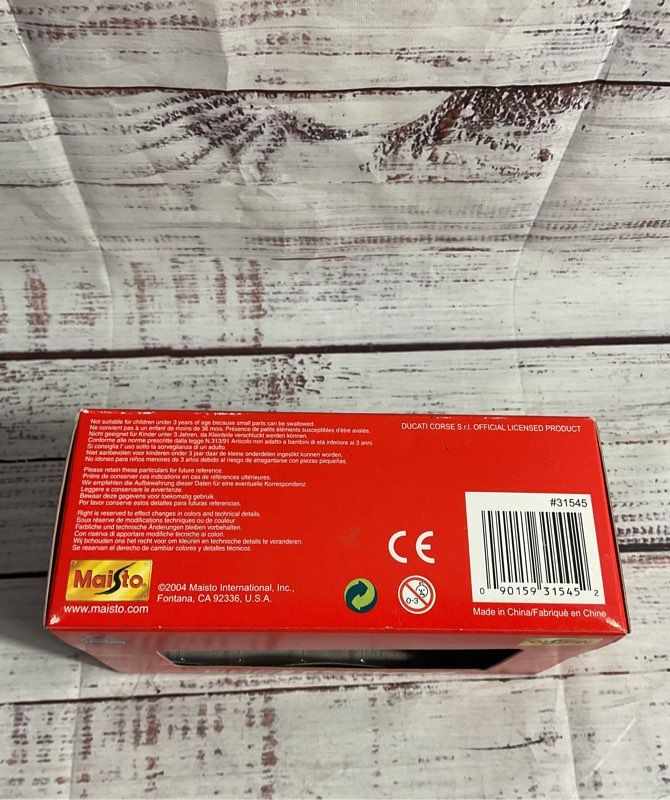 Not suitable for children under 3 years of age because small parts can be swallowed.
Ne convient pas à un enfant de moins de 36 mois. Présence de petits éléments susceptibles d'être avalés.
Nicht geeignet für Kinder unter 3 Jahren, da Kleinteile verschluckt werden können.
Conforme alle norme prescritte dalla legge N.313/91 Articolo non adatto a bambini di età inferiore ai 3 anni.
Si consiglia l' uso sotto la sorveglianza di un adulto.
Niet aanbevolen voor kinderen onder 3 jaar daar de kleine onderdelen ingeslikt kunnen worden.
No idoneo para niños menores de 3 años debido al riesgo de atragantarse con piezas pequeñas.
Please retain these particulars for future reference.
Prière de conserver ces indications en cas de références ultérieures.
Wir empfehlen die Aufbewahrung dieser Daten für eine eventuelle Korrespondenz.
Leggere e conservare le avvertenze.
Bewaar deze gegevens voor toekomstig gebruik.
Por favor conserve estos detalles para futuras referencias.
Right is reserved to effect changes in colors and technical details.
Sous réserve de modifications techniques ou de couleur
Farbliche und technische Änderungen bleiben vorbehalten.
Con riserva di apportare modifiche tecniche ai colori.
Wij behouden ons het recht voor om kleuren en technische details te veranderen.
Se reservan el derecho de cambiar colores y detalles tecnicos.
Maisto
www.maisto.com
©2004 Maisto International, Inc.,
Fontana, CA 92336, U.S.A.
DUCATI CORSE S r.l. OFFICIAL LICENSED PRODUCT
CE
0-3
#31545
0 90159 31545 2
Made in China/Fabriqué en Chine